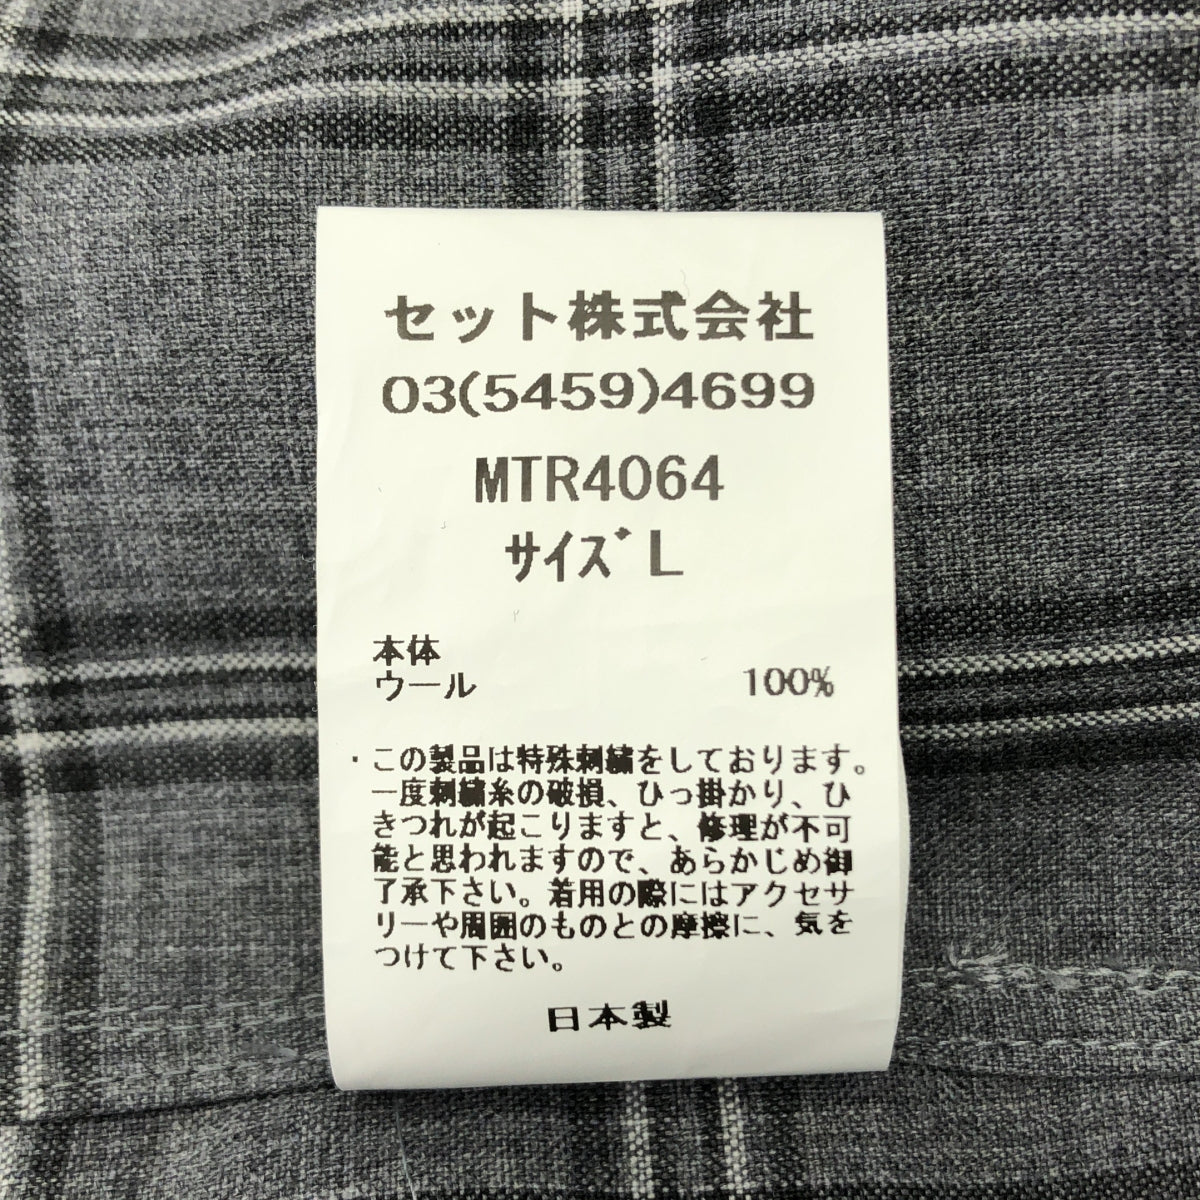 セット株式会社
03(5459)4699
MTR4064
サイズ L
本体
ウール 100%
・この製品は特殊刺繍をしております。
一度刺繍糸の破損、ひっ掛かり、ひ
きつれが起こりますと、修理が不可
能と思われますので、あらかじめ御
了承下さい。着用の際にはアクセサ
リーや周囲のものとの摩擦に、気を
つけて下さい。
日本製